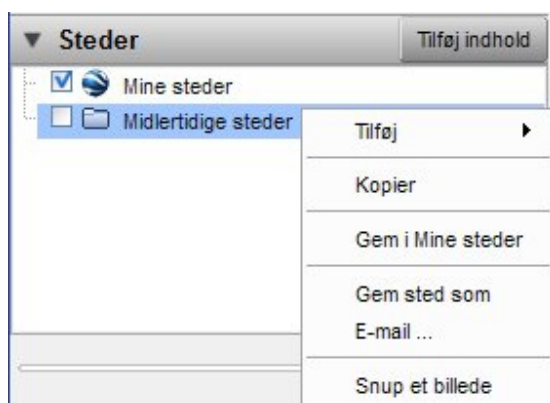 Steder Tilføj indhold
Mine steder
Midlertidige steder
Tilføj
Kopier
Gem i Mine steder
Gem sted som
E-mail ...
Snup et billede